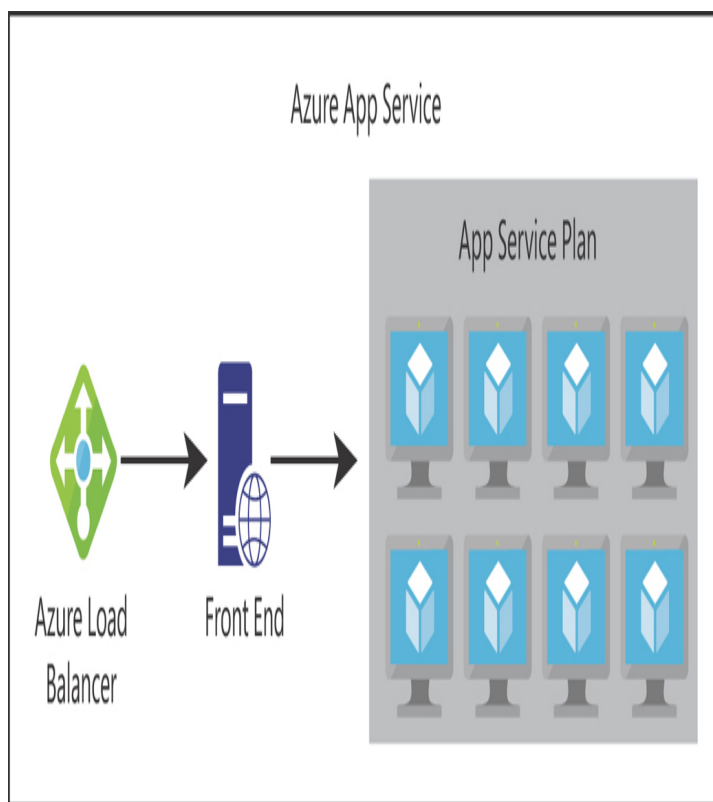 Azure App Service
App Service Plan
Azure Load
Balancer
Front End